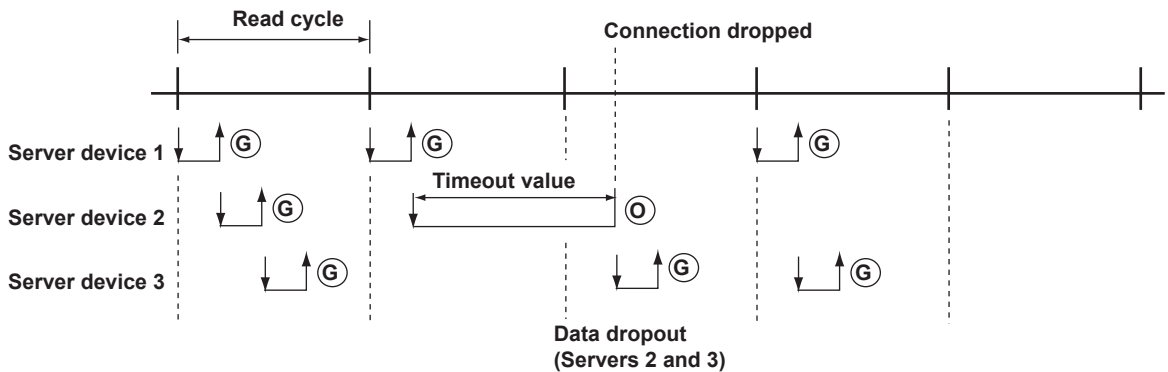 Read cycle
Connection dropped
Server device 1
G
G
G
Timeout value
Server device 2
G
O
Server device 3
G
G
G
Data dropout
(Servers 2 and 3)